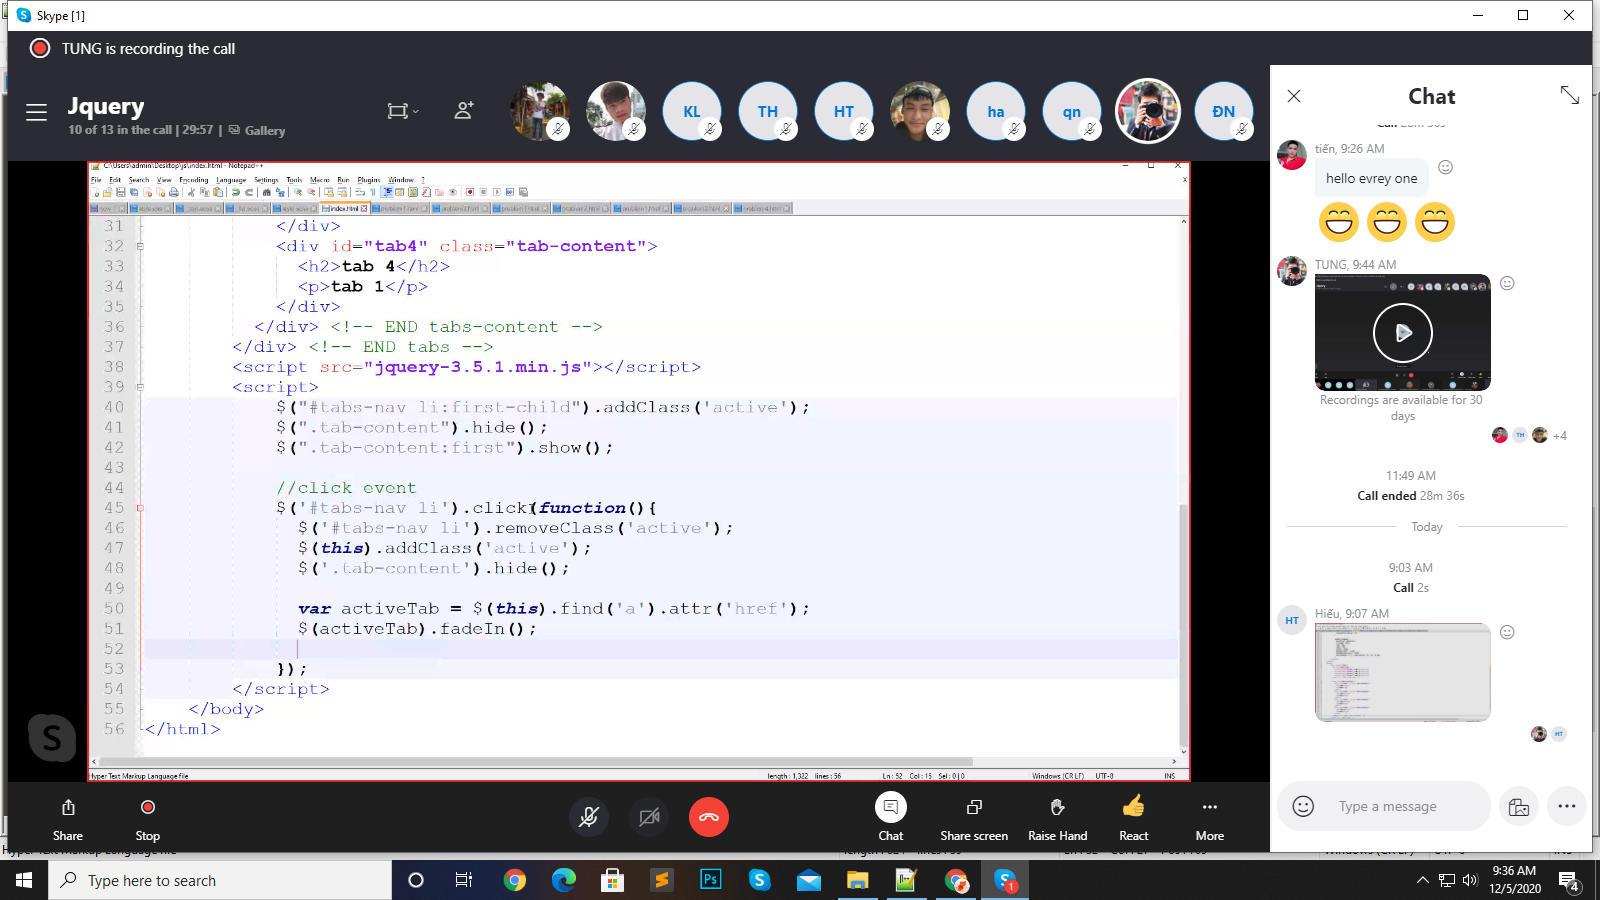 Skype [1]
TUNG is recording the call
Jquery
10 of 13 in the call | 29:57 | Gallery
KL
TH
HT
ha
qn
ĐN
C:\Users\admin\Desktop\js\index.html - Notepad++
File Edit Search View Encoding Language Settings Tools Macro Run Plugins Window ?
index.html
31 </div>
32 <div id="tab4" class="tab-content">
33 <h2>tab 4</h2>
34 <p>tab 1</p>
35 </div>
36 </div> <!-- END tabs-content -->
37 </div> <!-- END tabs -->
38 <script src="jquery-3.5.1.min.js"></script>
39 <script>
40 $("#tabs-nav li:first-child").addClass('active');
41 $(".tab-content").hide();
42 $(".tab-content:first").show();
43
44 //click event
45 $('#tabs-nav li').click(function(){
46 $('#tabs-nav li').removeClass('active');
47 $(this).addClass('active');
48 $('.tab-content').hide();
49
50 var activeTab = $(this).find('a').attr('href');
51 $(activeTab).fadeIn();
52
53 });
54 </script>
55 </body>
56 </html>
Hyper Text Markup Language file
length : 1,322 lines : 56
Ln : 52 Col : 15 Sel : 0 | 0
Windows (CR LF)
UTF-8
INS
Share
Stop
Chat
Share screen
Raise Hand
React
More
Chat
tiến, 9:26 AM
hello evrey one
TUNG, 9:44 AM
Recordings are available for 30
days
TH
+4
11:49 AM
Call ended 28m 36s
Today
9:03 AM
Call 2s
HT
Hiếu, 9:07 AM
HT
Type a message
Type here to search
Ps
1
9:36 AM
12/5/2020
4